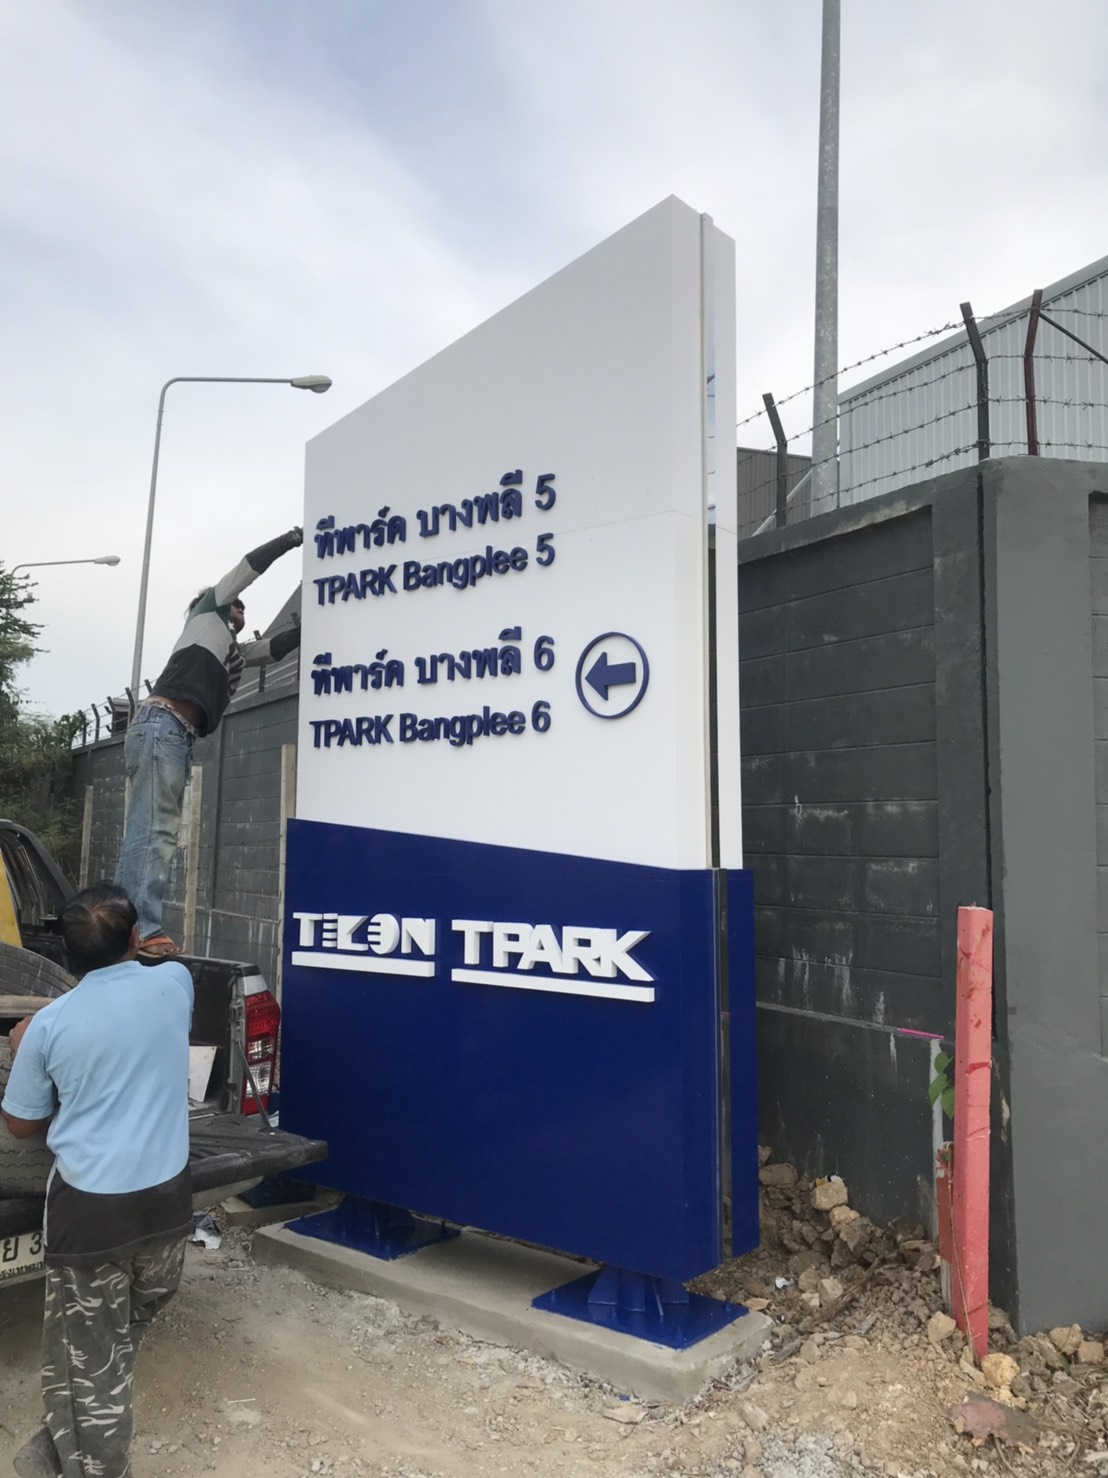 ทีพาร์ค บางพลี 5
TPARK Bangplee 5
ทีพาร์ค บางพลี 6
TPARK Bangplee 6
TICON TPARK